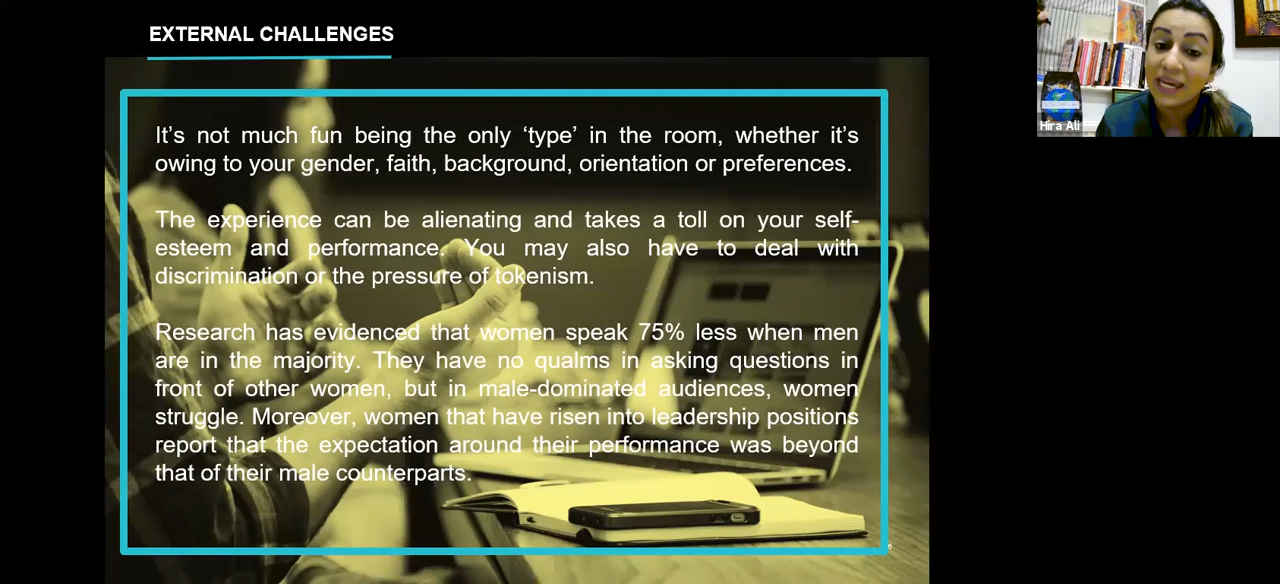 EXTERNAL CHALLENGES
It’s not much fun being the only ‘type’ in the room, whether it’s
owing to your gender, faith, background, orientation or preferences.
The experience can be alienating and takes a toll on your self-
esteem and performance. You may also have to deal with
discrimination or the pressure of tokenism.
Research has evidenced that women speak 75% less when men
are in the majority. They have no qualms in asking questions in
front of other women, but in male-dominated audiences, women
struggle. Moreover, women that have risen into leadership positions
report that the expectation around their performance was beyond
that of their male counterparts.
Hira Ali